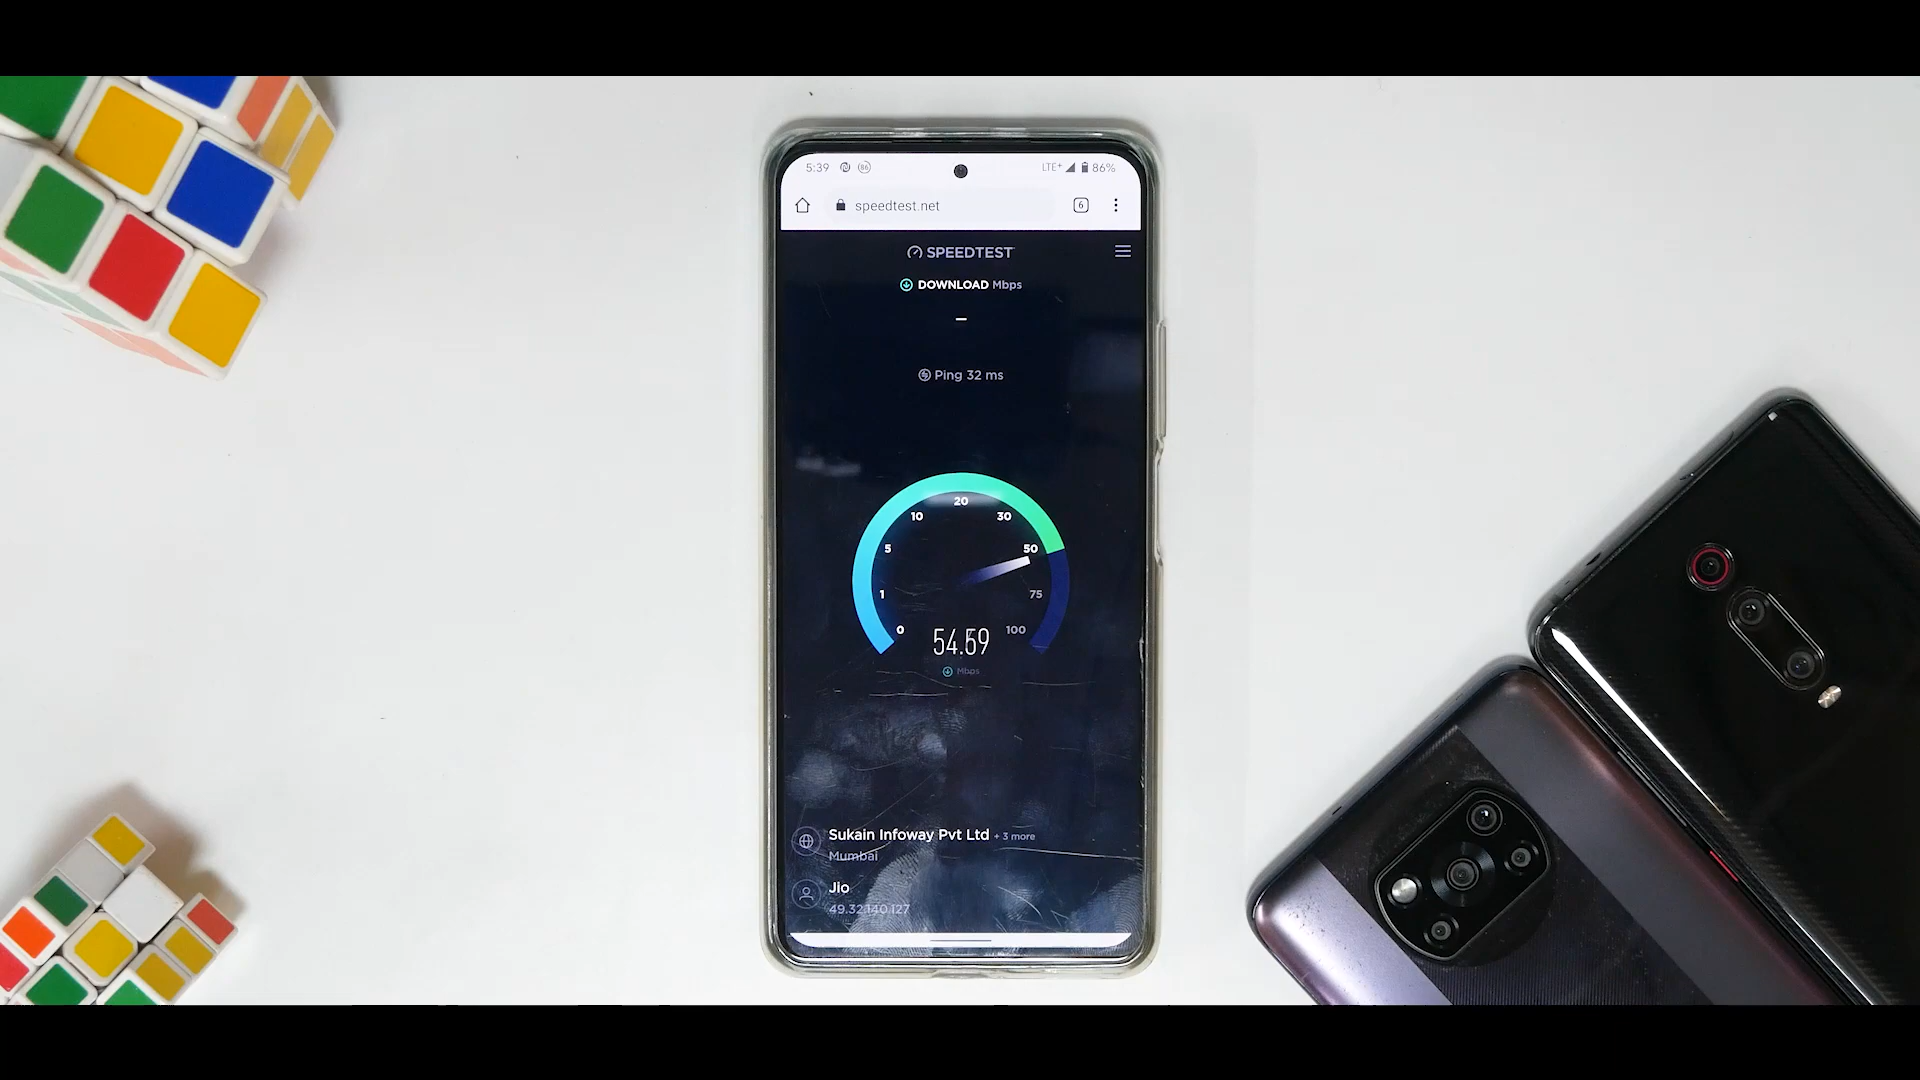 5:39 86 LTE+ 86%
speedtest.net 6
SPEEDTEST
DOWNLOAD Mbps
–
Ping 32 ms
20
10 30
5 50
1 75
0 100
54.59
Mbps
Sukain Infoway Pvt Ltd + 3 more
Mumbai
Jio
49.32.140.127